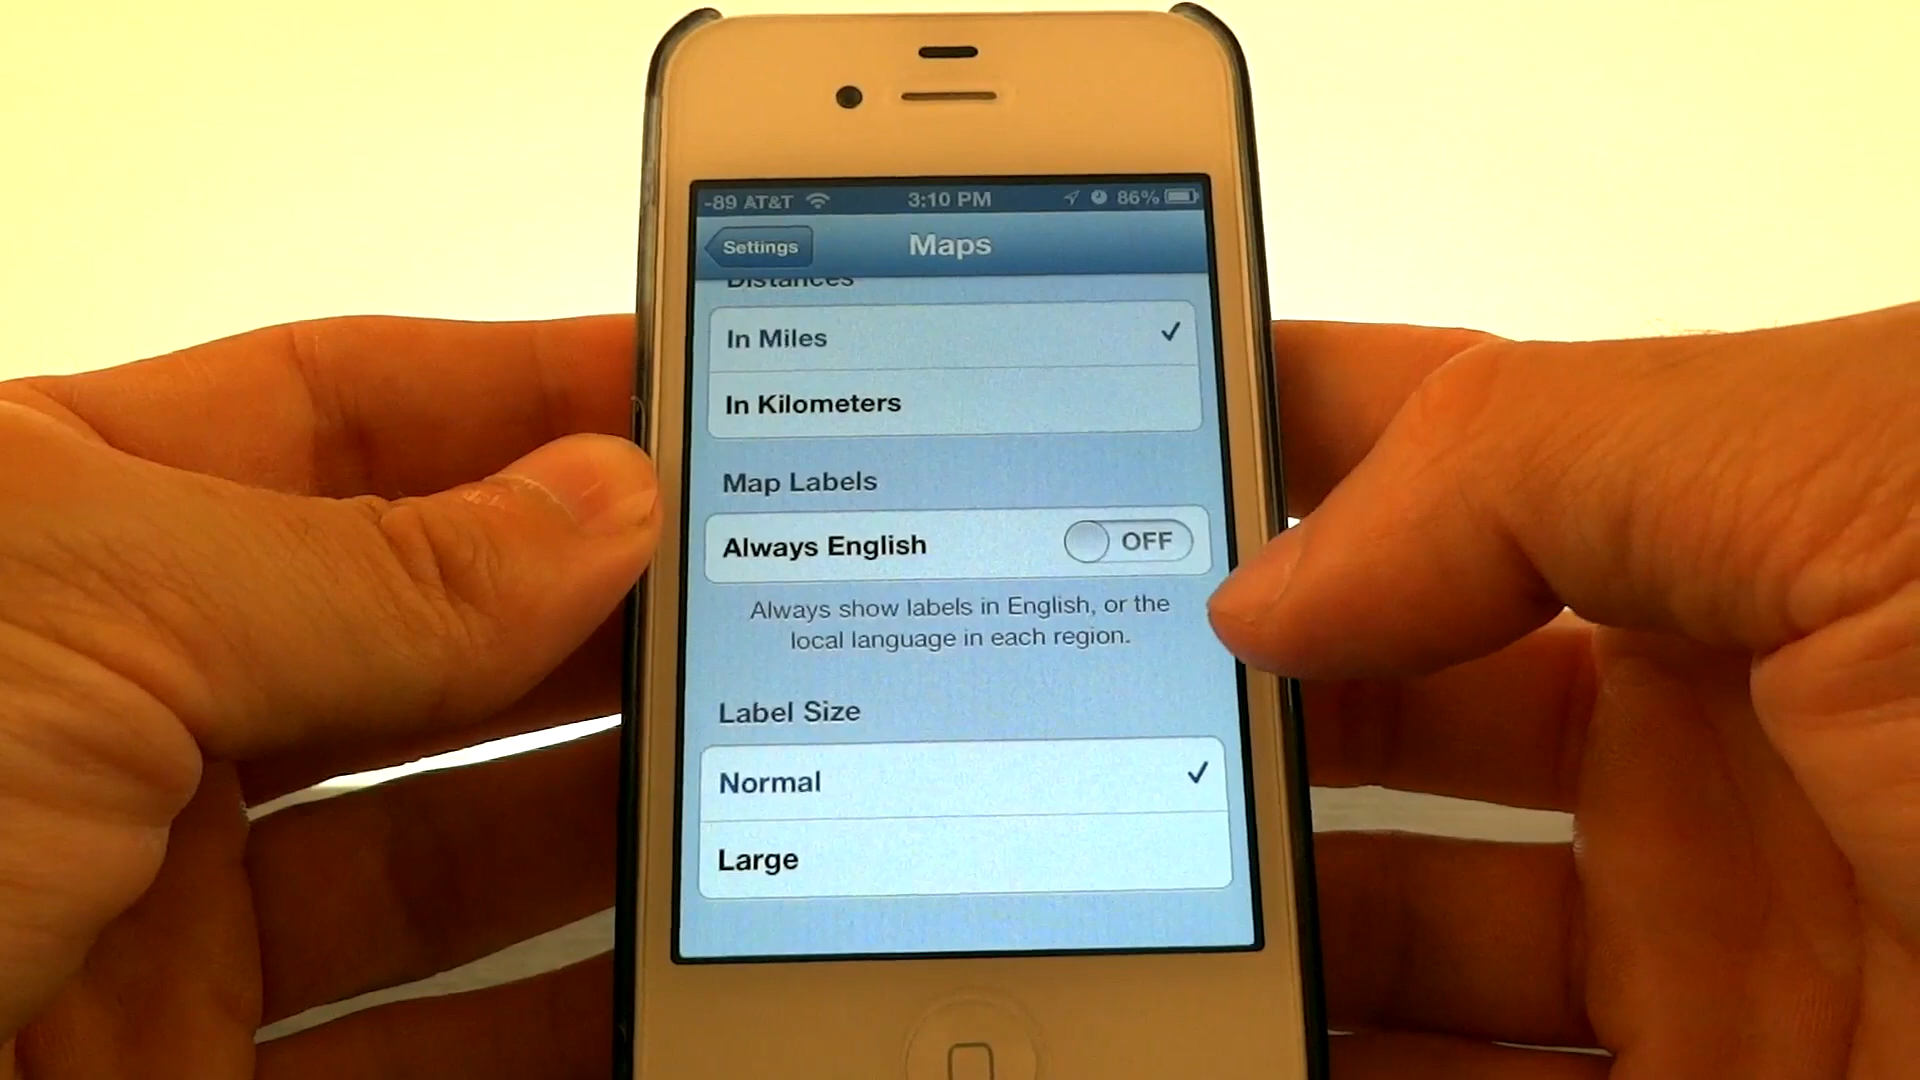 -89 AT&T 3:10 PM 86%
Settings Maps
Distances
In Miles
In Kilometers
Map Labels
Always English OFF
Always show labels in English, or the
local language in each region.
Label Size
Normal
Large